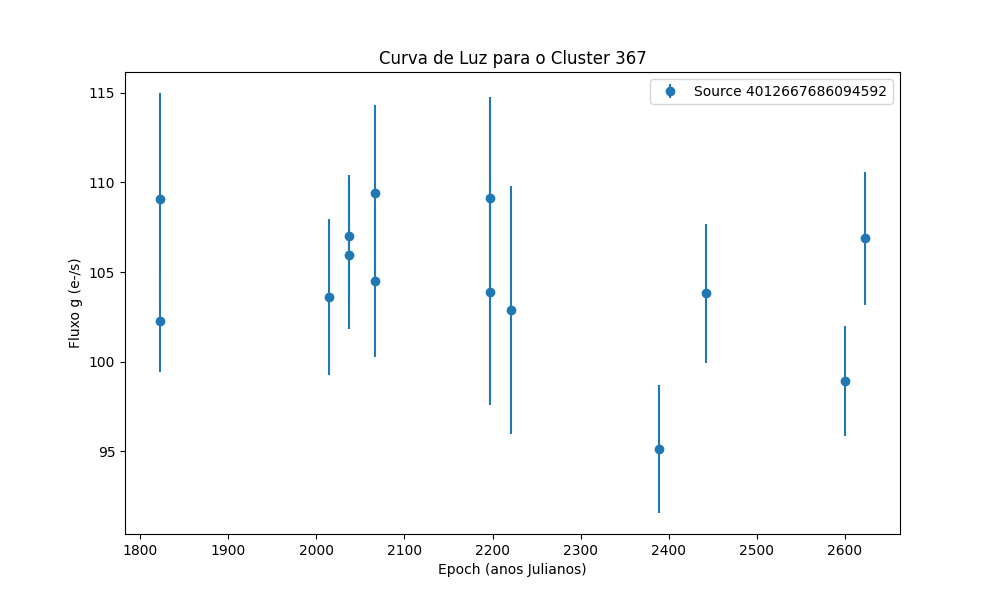 Curva de Luz para o Cluster 367
Source 4012667686094592
Fluxo g (e-/s)
115
110
105
100
95
1800 1900 2000 2100 2200 2300 2400 2500 2600
Epoch (anos Julianos)